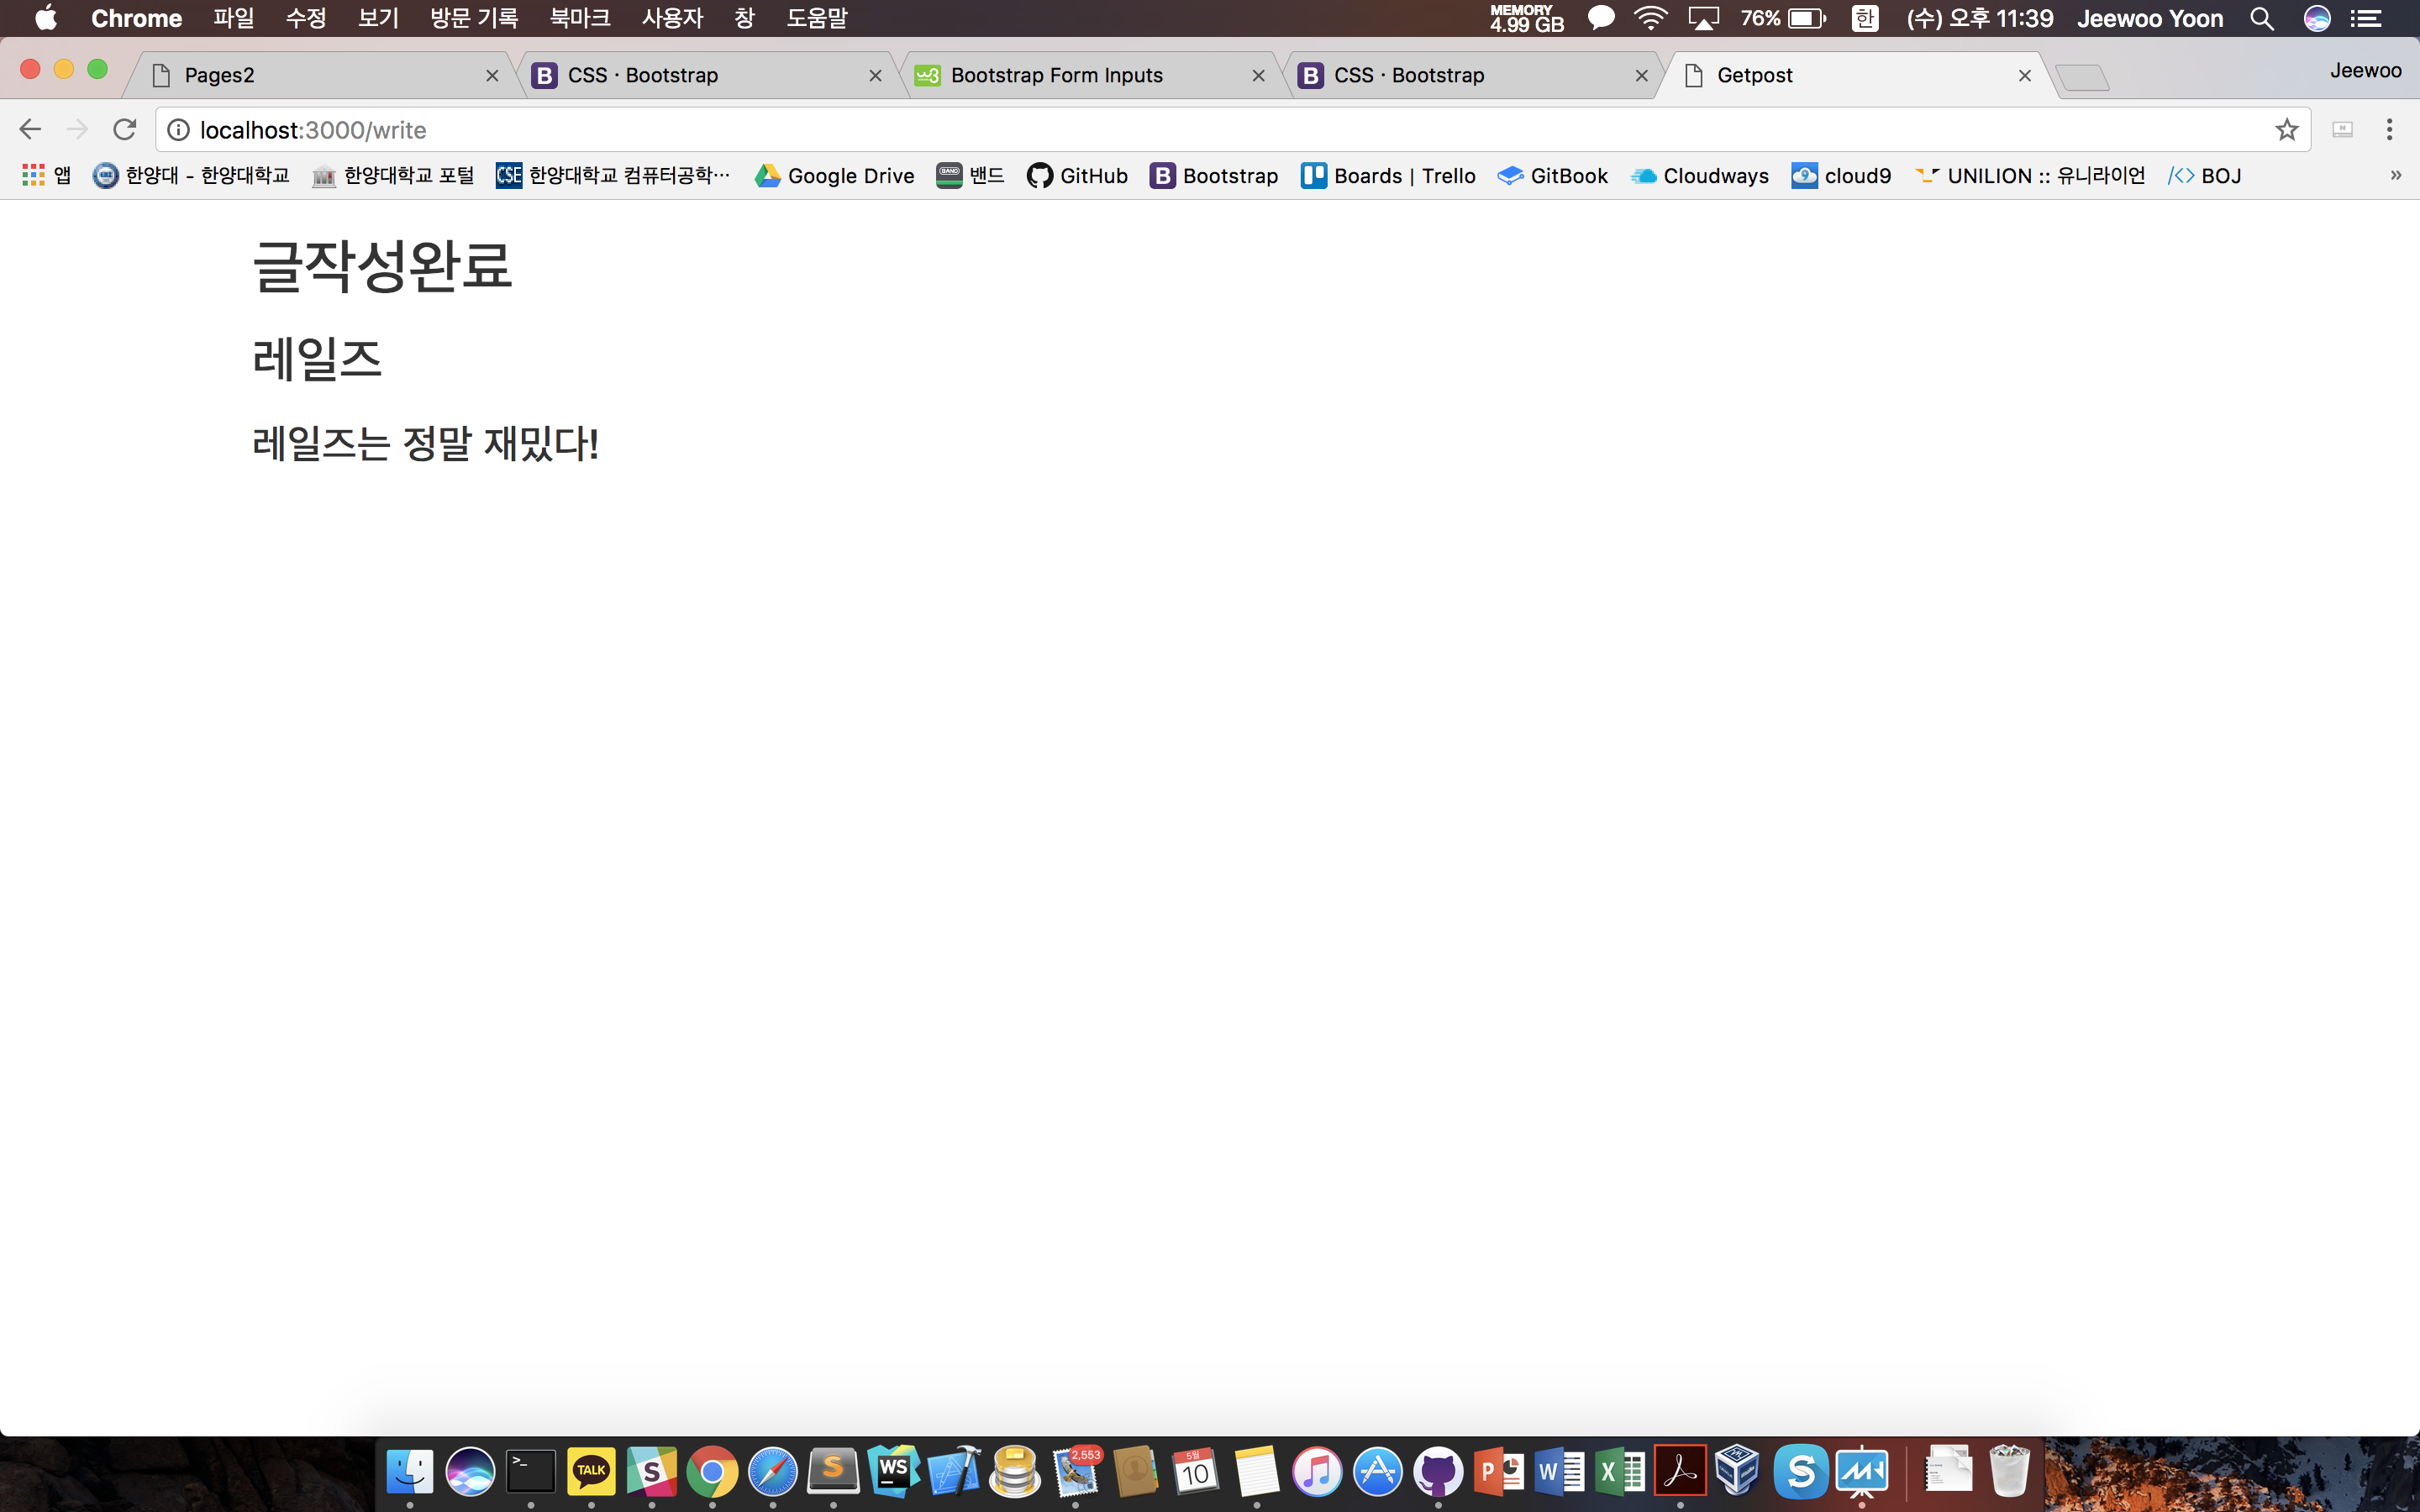 Chrome 파일 수정 보기 방문 기록 북마크 사용자 창 도움말 MEMORY 4.99 GB 76% 한 (수) 오후 11:39 Jeewoo Yoon
Pages2 B CSS · Bootstrap w3 Bootstrap Form Inputs B CSS · Bootstrap Getpost Jeewoo
localhost:3000/write
앱 한양대 - 한양대학교 한양대학교 포털 CSE 한양대학교 컴퓨터공학… Google Drive BAND 밴드 GitHub B Bootstrap Boards | Trello GitBook Cloudways 9 cloud9 UNILION :: 유니라이언 /<> BOJ »
글작성완료
레일즈
레일즈는 정말 재밌다!
>_ TALK S S WS 2,553 5월 10 P W X S